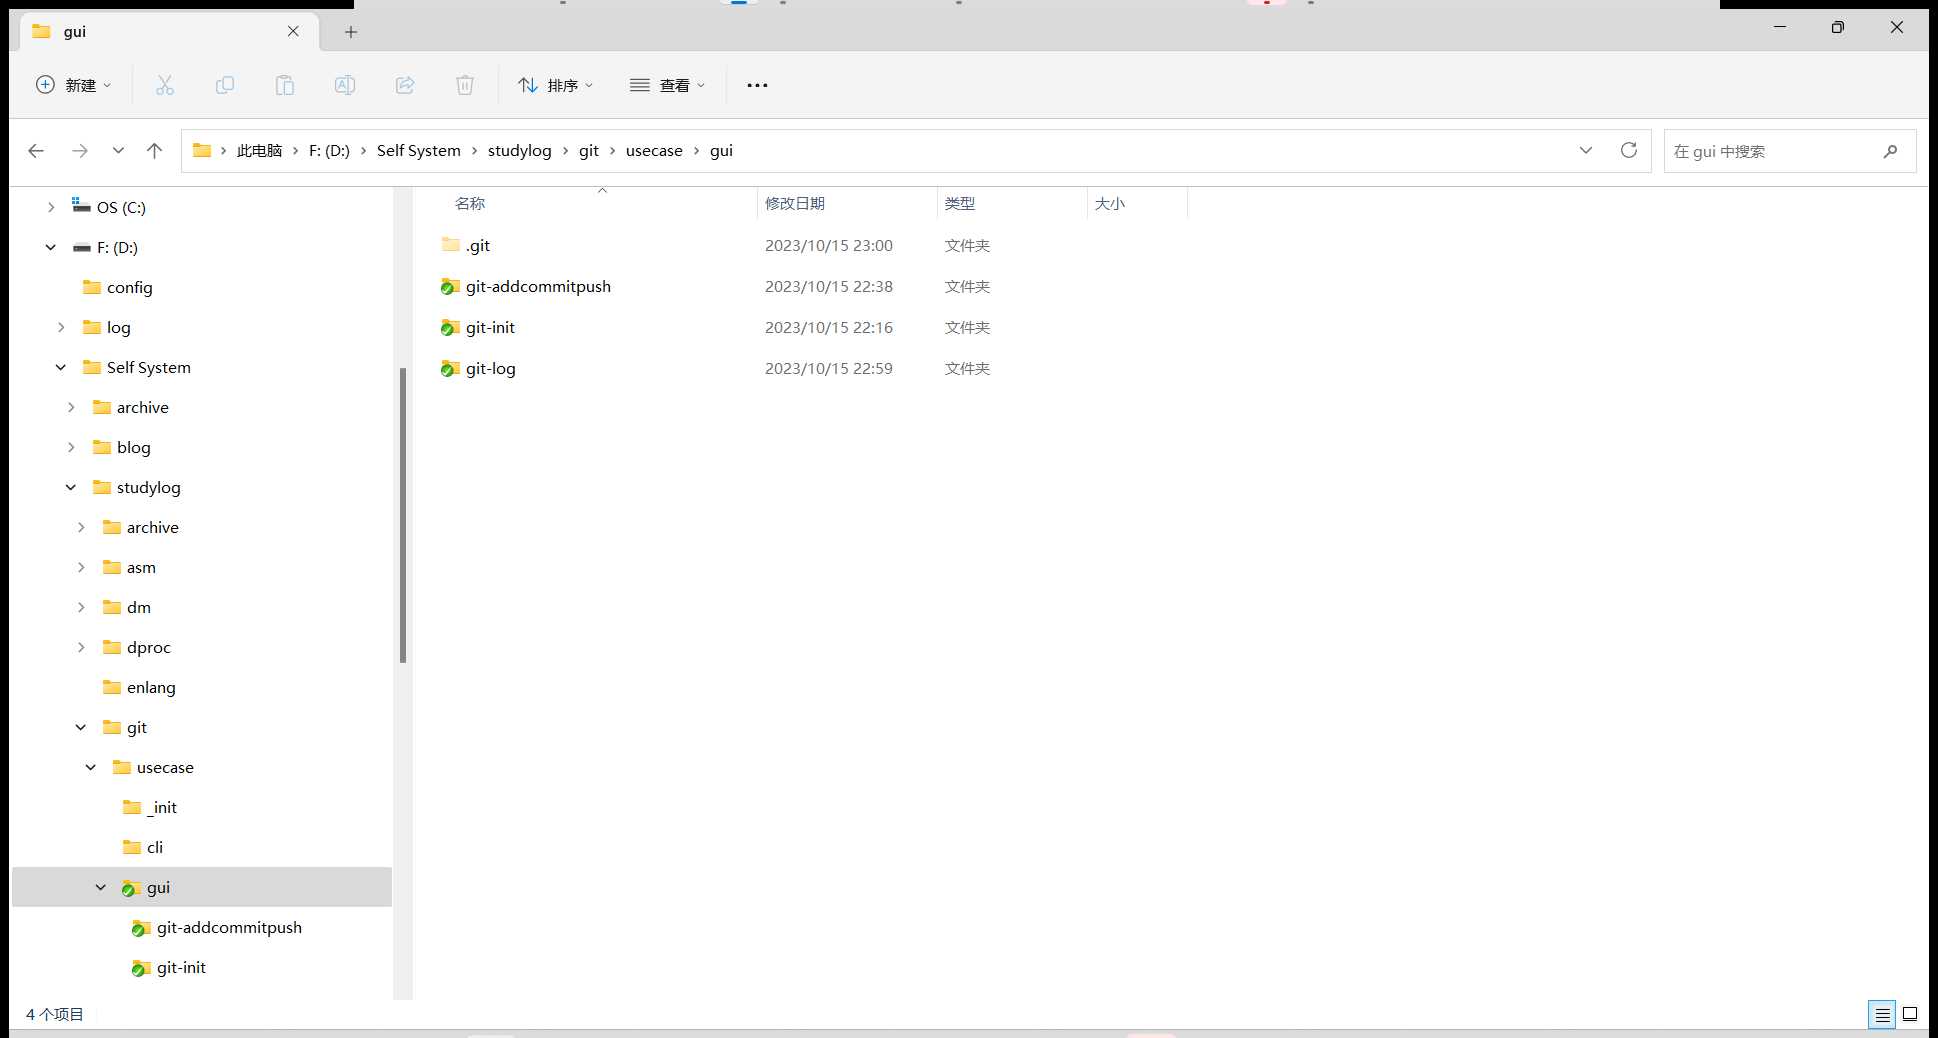 gui
新建
排序
查看
此电脑 > F: (D:) > Self System > studylog > git > usecase > gui
在 gui 中搜索
OS (C:)
F: (D:)
config
log
Self System
archive
blog
studylog
archive
asm
dm
dproc
enlang
git
usecase
_init
cli
gui
git-addcommitpush
git-init
名称 修改日期 类型 大小
.git 2023/10/15 23:00 文件夹
git-addcommitpush 2023/10/15 22:38 文件夹
git-init 2023/10/15 22:16 文件夹
git-log 2023/10/15 22:59 文件夹
4 个项目